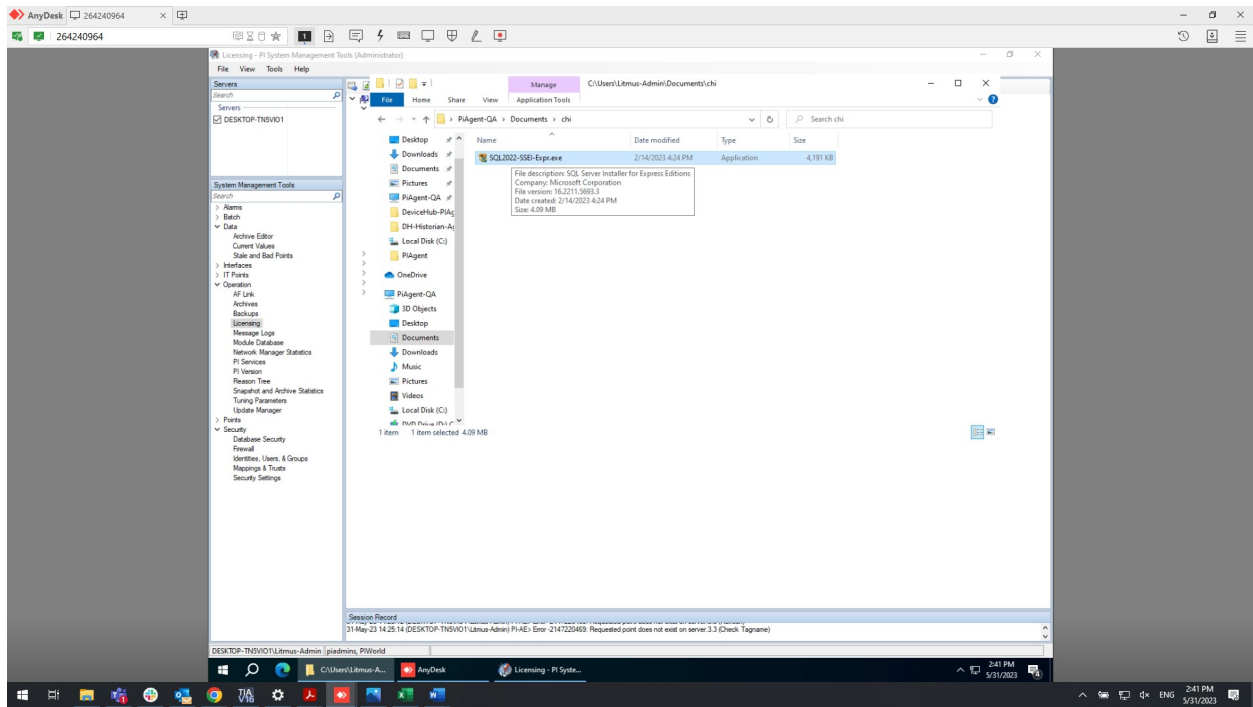 AnyDesk 264240964
264240964
1
Licensing - PI System Management Tools (Administrator)
File View Tools Help
Servers
Search
Servers
DESKTOP-TN5VIO1
System Management Tools
Search
Alarms
Batch
Data
Archive Editor
Current Values
Stale and Bad Points
Interfaces
IT Points
Operation
AF Link
Archives
Backups
Licensing
Message Logs
Module Database
Network Manager Statistics
PI Services
PI Version
Reason Tree
Snapshot and Archive Statistics
Tuning Parameters
Update Manager
Points
Security
Database Security
Firewall
Identities, Users, & Groups
Mappings & Trusts
Security Settings
Manage C:\Users\Litmus-Admin\Documents\chi
File Home Share View Application Tools
PiAgent-QA > Documents > chi
Search chi
Desktop
Downloads
Documents
Pictures
PiAgent-QA
DeviceHub-PIAg
DH-Historian-Ag
Local Disk (C:)
PIAgent
OneDrive
PiAgent-QA
3D Objects
Desktop
Documents
Downloads
Music
Pictures
Videos
Local Disk (C:)
Name Date modified Type Size
SQL2022-SSEI-Expr.exe 2/14/2023 4:24 PM Application 4,191 KB
File description: SQL Server Installer for Express Editions
Company: Microsoft Corporation
File version: 16.2211.5693.3
Date created: 2/14/2023 4:24 PM
Size: 4.09 MB
1 item 1 item selected 4.09 MB
Session Record
31-May-23 14:25:14 (DESKTOP-TN5VIO1\Litmus-Admin) PI-AE> Error -2147220469: Requested point does not exist on server.3.3 (Check Tagname)
DESKTOP-TN5VIO1\Litmus-Admin piadmins, PIWorld
C:\Users\Litmus-A... AnyDesk Licensing - PI Syste... 2:41 PM
5/31/2023
ENG 2:41 PM
5/31/2023